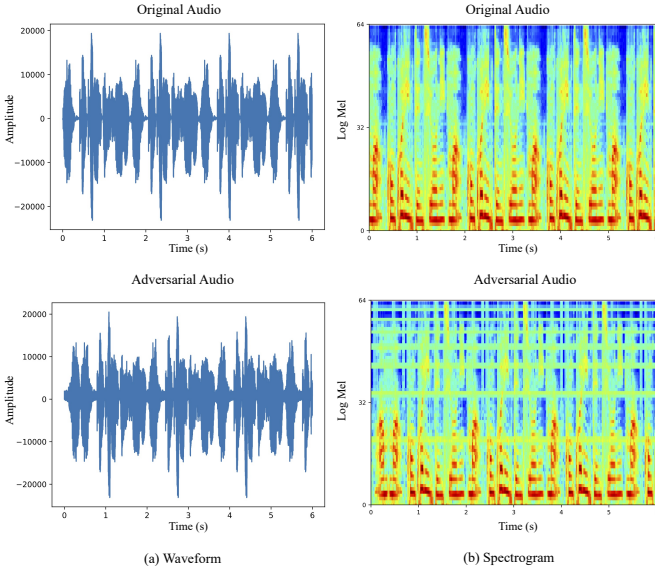 Original Audio
20000
10000
0
−10000
−20000
Amplitude
0 1 2 3 4 5 6
Time (s)
Original Audio
64
32
0
Log Mel
0 1 2 3 4 5
Time (s)
Adversarial Audio
20000
10000
0
−10000
−20000
Amplitude
0 1 2 3 4 5 6
Time (s)
Adversarial Audio
64
32
0
Log Mel
0 1 2 3 4 5
Time (s)
(a) Waveform
(b) Spectrogram